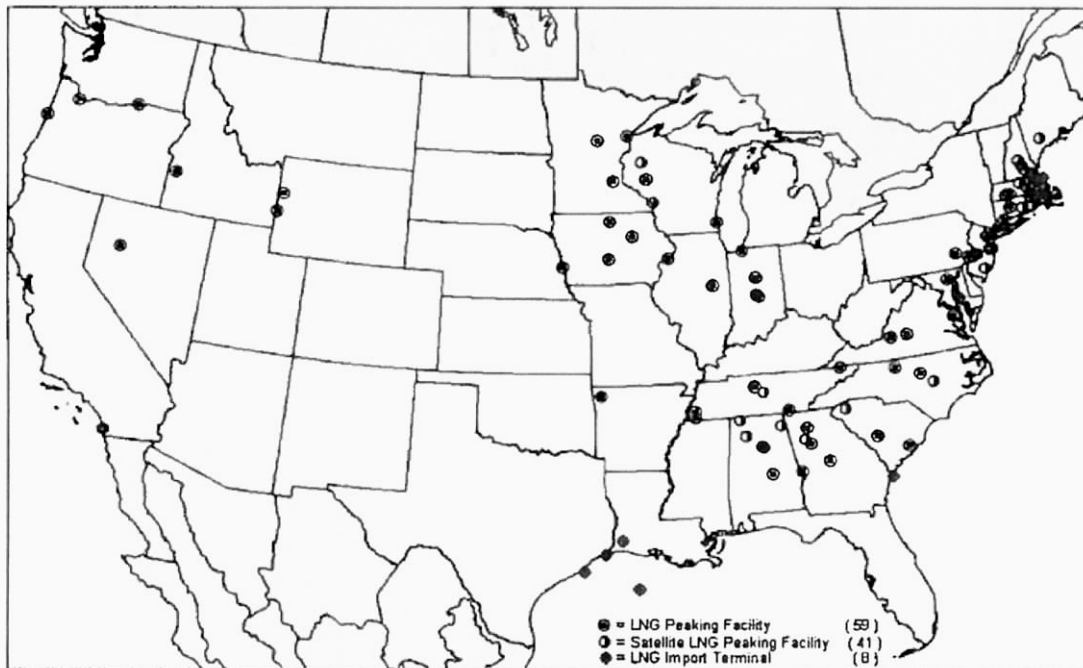 = LNG Peaking Facility (59)
= Satellite LNG Peaking Facility (41)
= LNG Import Terminal (8)